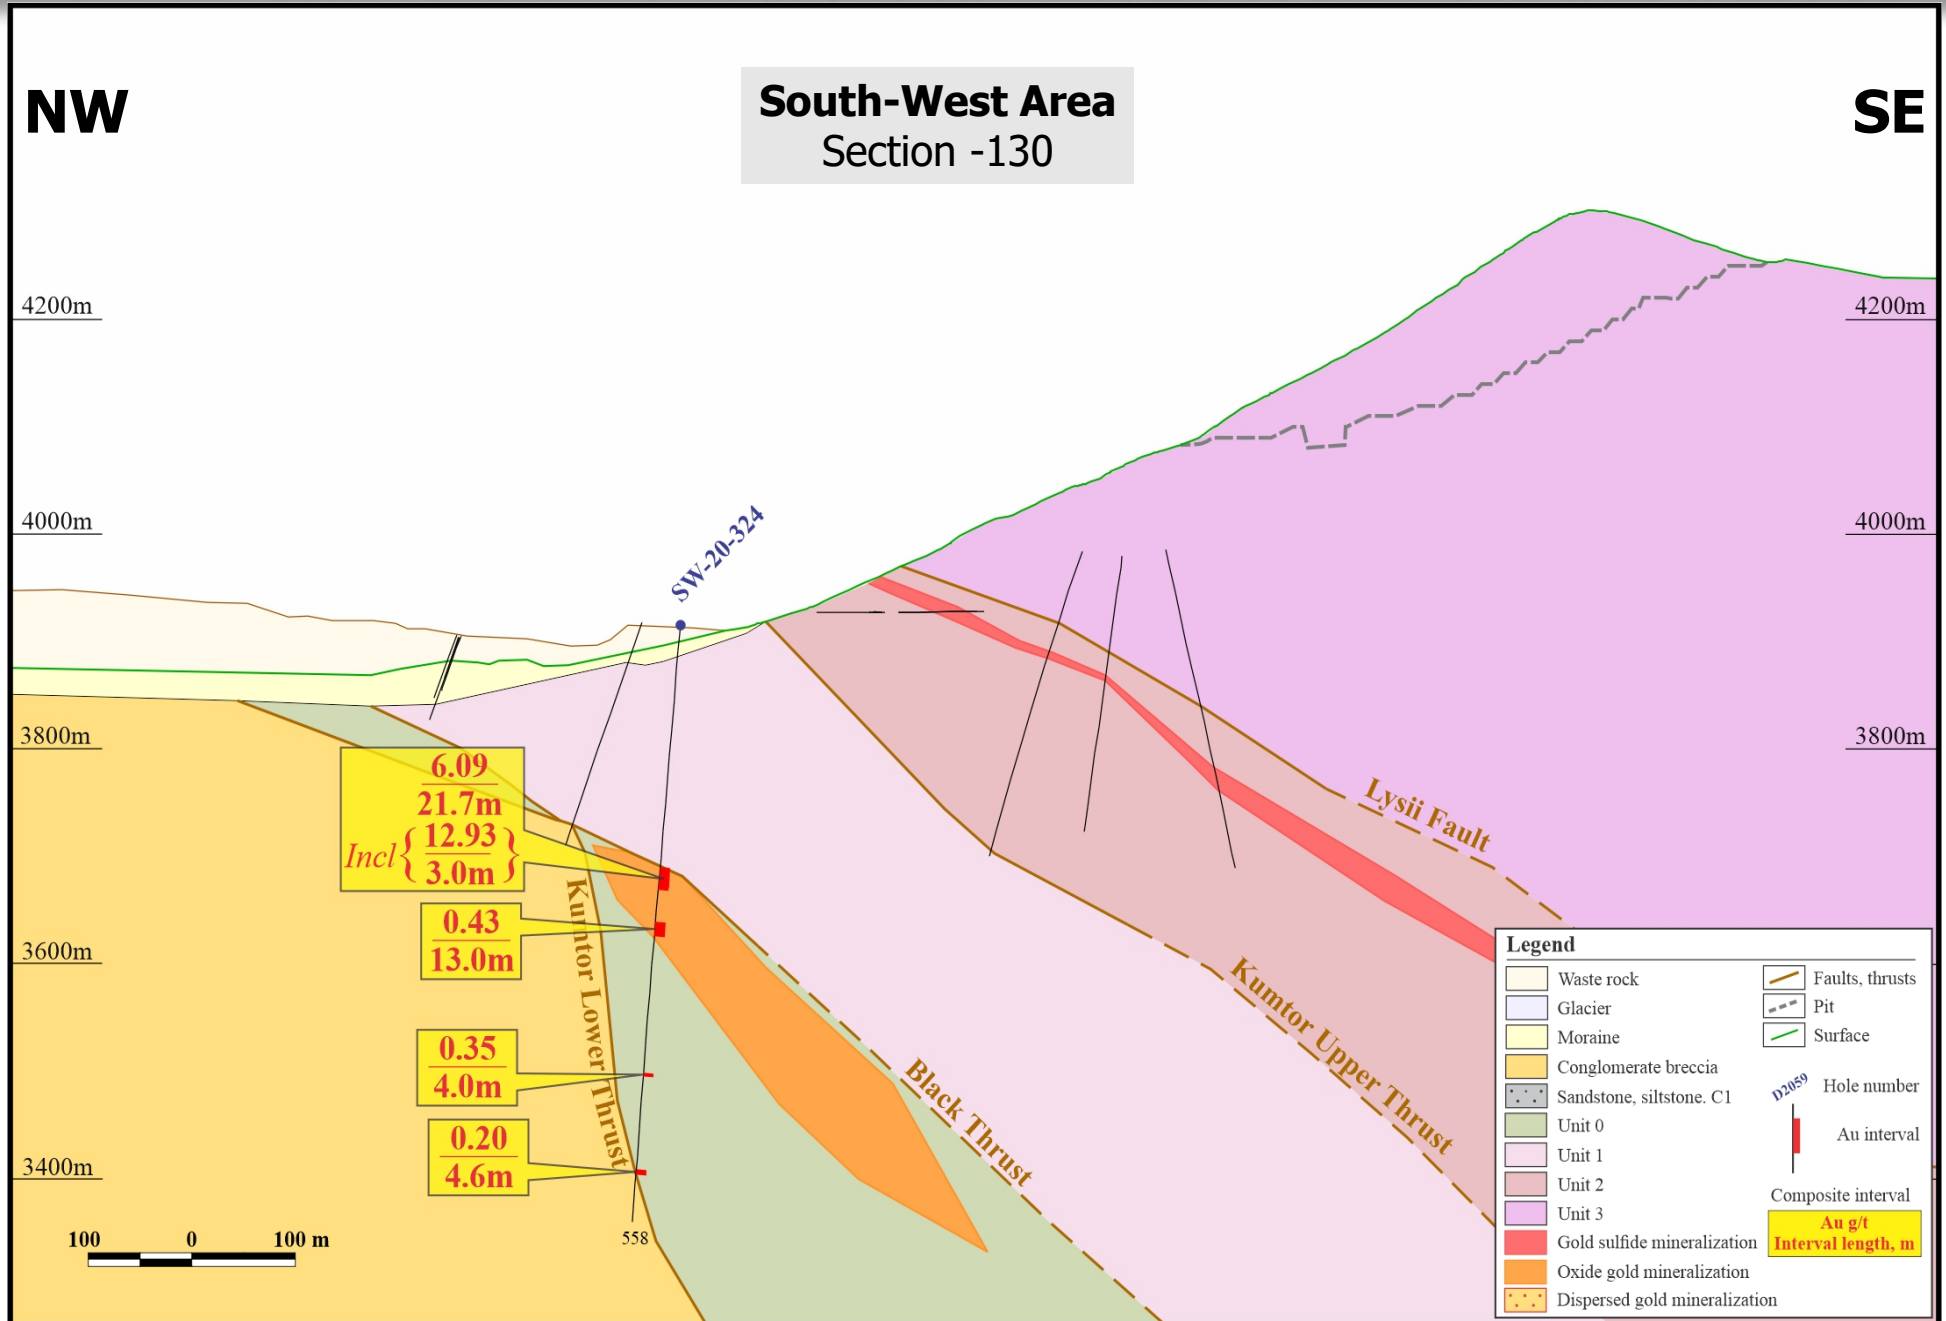 NW
South-West Area
Section -130
SE
4200m
4200m
4000m
4000m
SW-20-324
3800m
3800m
6.09
21.7m
Incl { 12.93 }
3.0m
0.43
13.0m
3600m
0.35
4.0m
0.20
4.6m
3400m
558
100 0 100 m
Kumtor Lower Thrust
Black Thrust
Kumtor Upper Thrust
Lysii Fault
Legend
Waste rock
Glacier
Moraine
Conglomerate breccia
Sandstone, siltstone. C1
Unit 0
Unit 1
Unit 2
Unit 3
Gold sulfide mineralization
Oxide gold mineralization
Dispersed gold mineralization
Faults, thrusts
Pit
Surface
D2059
Hole number
Au interval
Composite interval
Au g/t
Interval length, m